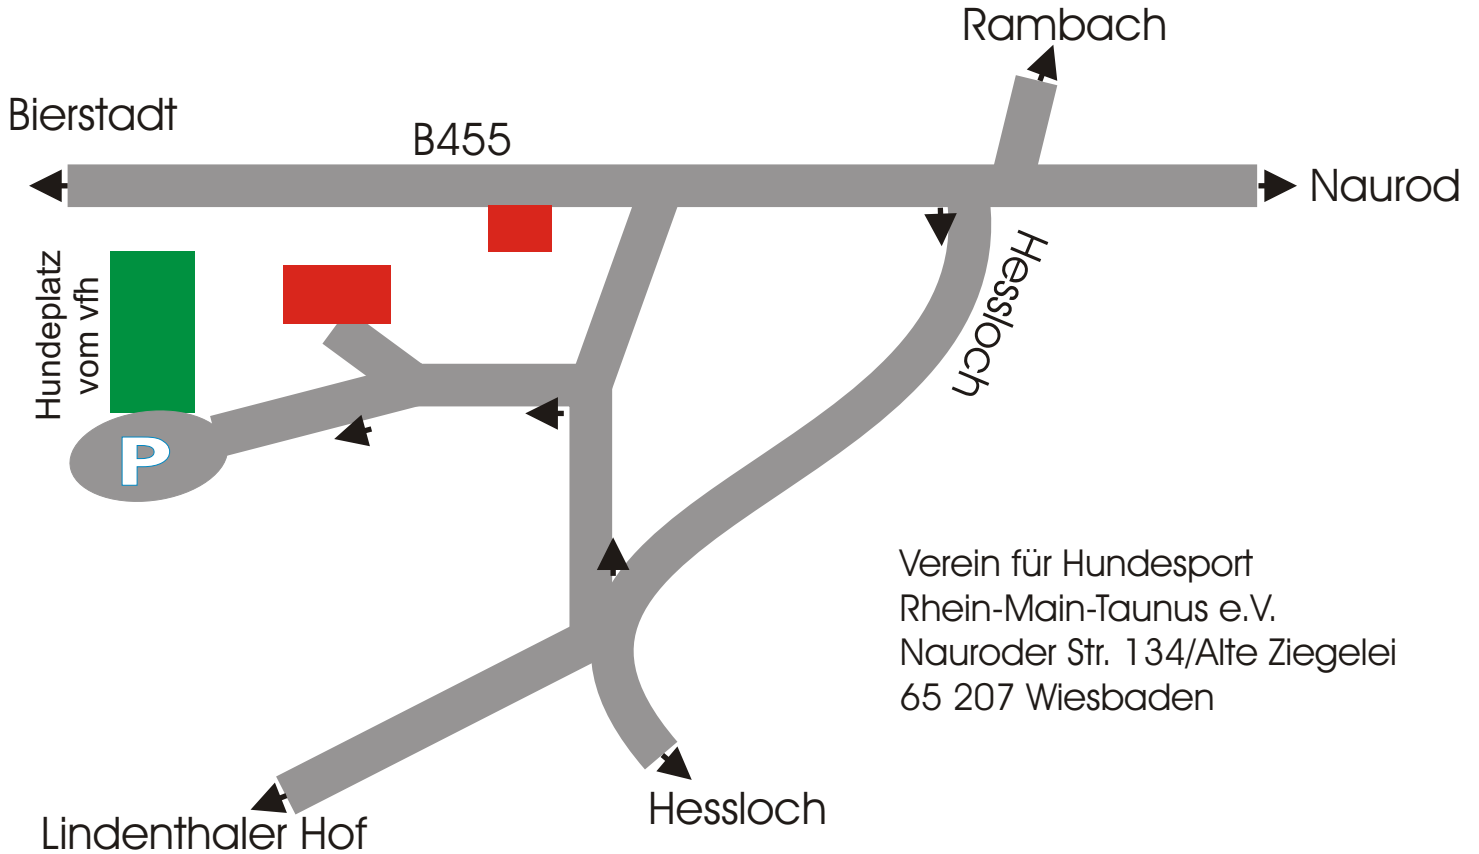 Rambach
Bierstadt
B455
Naurod
Hundeplatz
vom vfh
Hessloch
P
Verein für Hundesport
Rhein-Main-Taunus e.V.
Nauroder Str. 134/Alte Ziegelei
65 207 Wiesbaden
Hessloch
Lindenthaler Hof